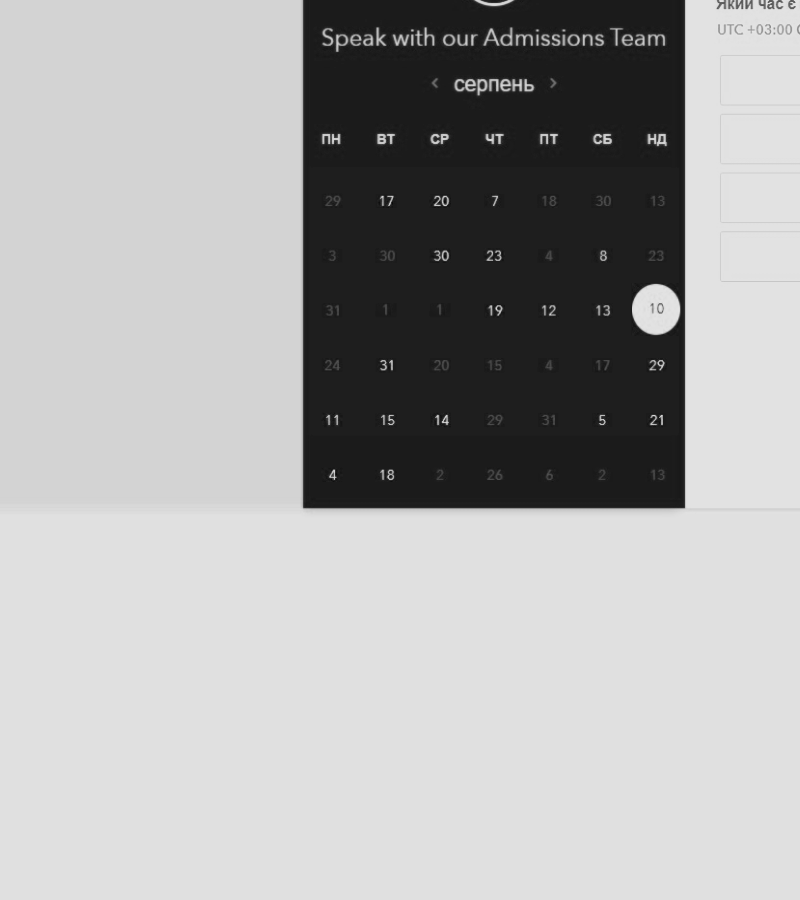 Який час є
Speak with our Admissions Team
UTC +03:00
серпень
ПН ВТ СР ЧТ ПТ СБ НД
29 17 20 7 18 30 13
3 30 30 23 4 8 23
31 1 1 19 12 13 10
24 31 20 15 4 17 29
11 15 14 29 31 5 21
4 18 2 26 6 2 13